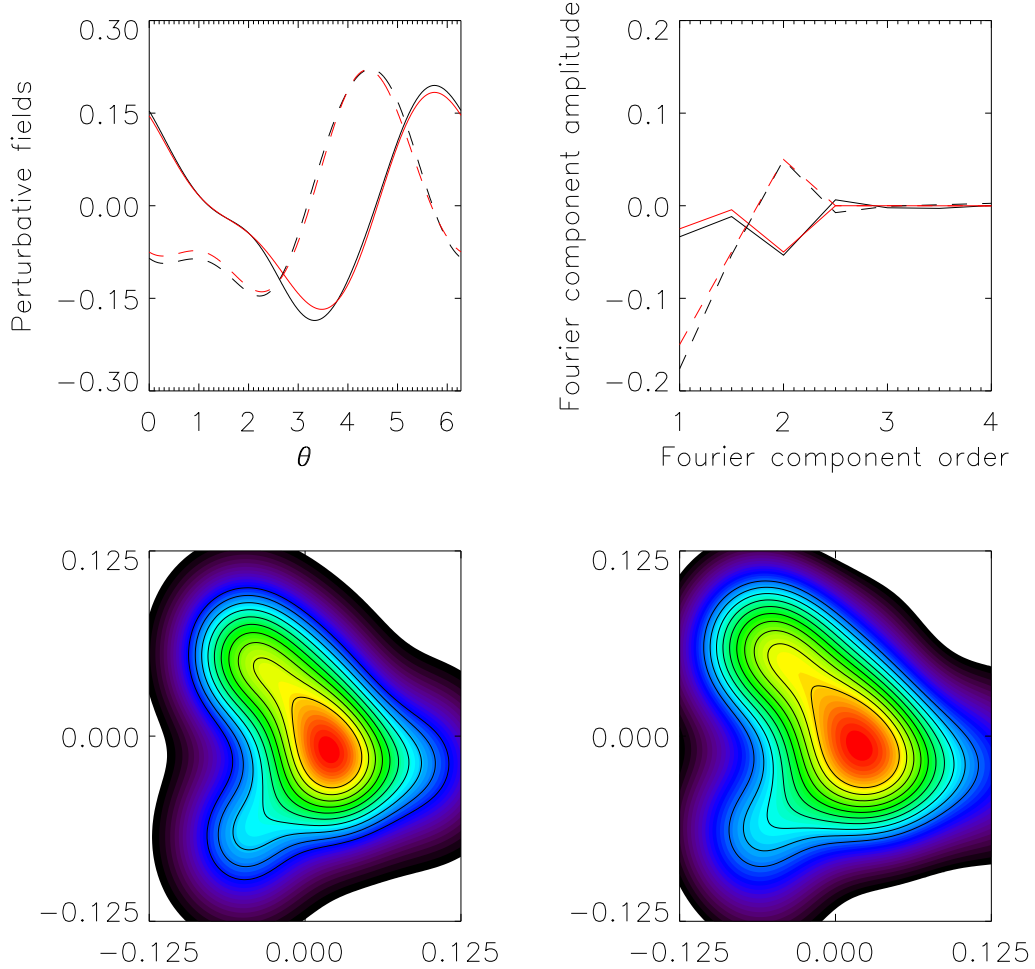 Perturbative fields
0.30
0.15
0.00
−0.15
−0.30
0 1 2 3 4 5 6
θ
Fourier component amplitude
0.2
0.1
0.0
−0.1
−0.2
1 2 3 4
Fourier component order
0.125
0.000
−0.125
−0.125 0.000 0.125
0.125
0.000
−0.125
−0.125 0.000 0.125